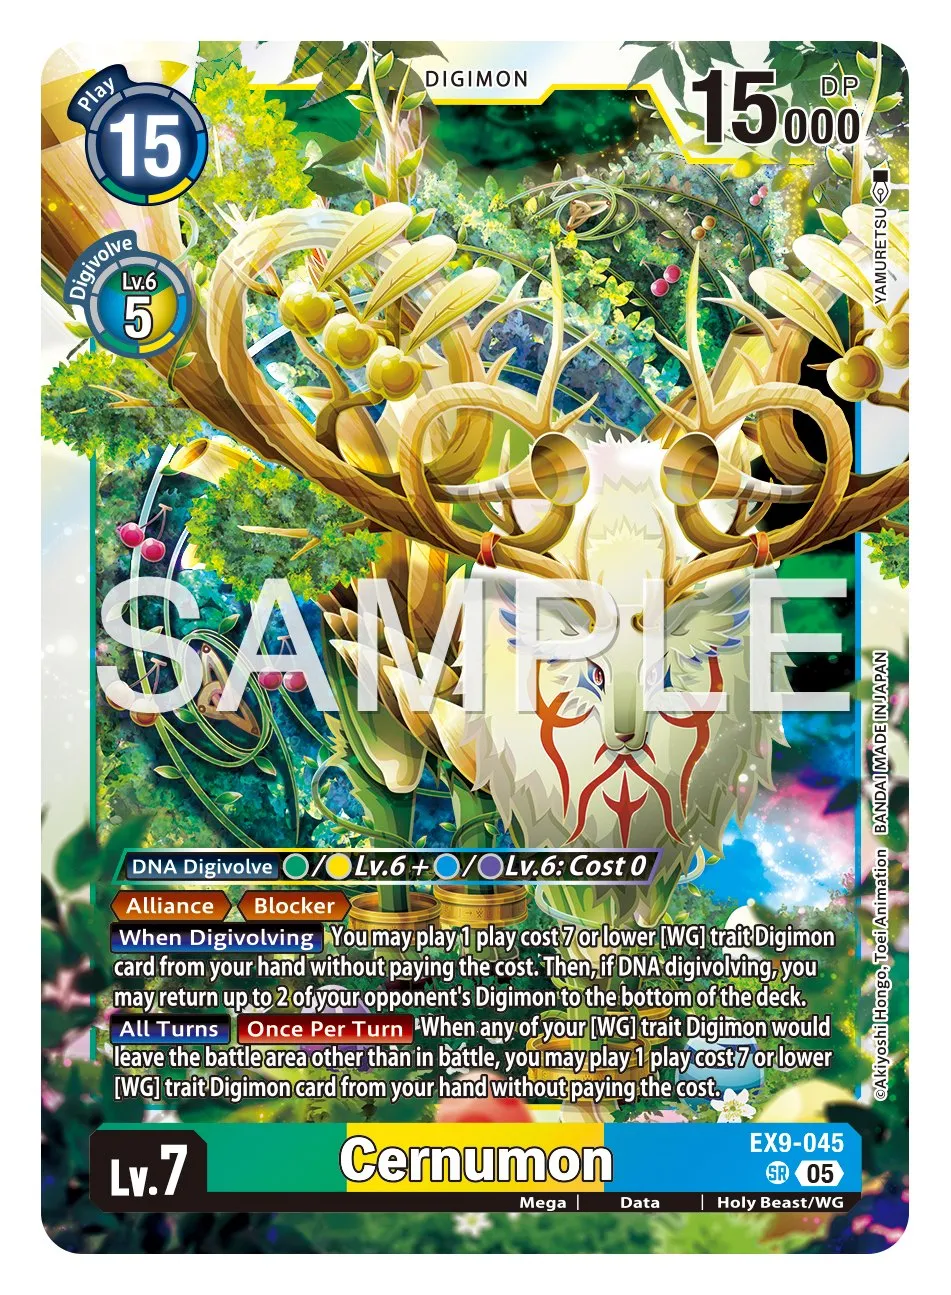 DIGIMON
Play
15
15000
DP
Digivolve
Lv.6
5
YAMURETSU
SAMPLE
DNA Digivolve / Lv.6 + / Lv.6: Cost 0
Alliance Blocker
When Digivolving You may play 1 play cost 7 or lower [WG] trait Digimon
card from your hand without paying the cost. Then, if DNA digivolving, you
may return up to 2 of your opponent's Digimon to the bottom of the deck.
All Turns Once Per Turn When any of your [WG] trait Digimon would
leave the battle area other than in battle, you may play 1 play cost 7 or lower
[WG] trait Digimon card from your hand without paying the cost.
©Akiyoshi Hongo, Toei Animation BANDAI MADE IN JAPAN
Lv.7
Cernumon
EX9-045
SR 05
Mega | Data | Holy Beast/WG